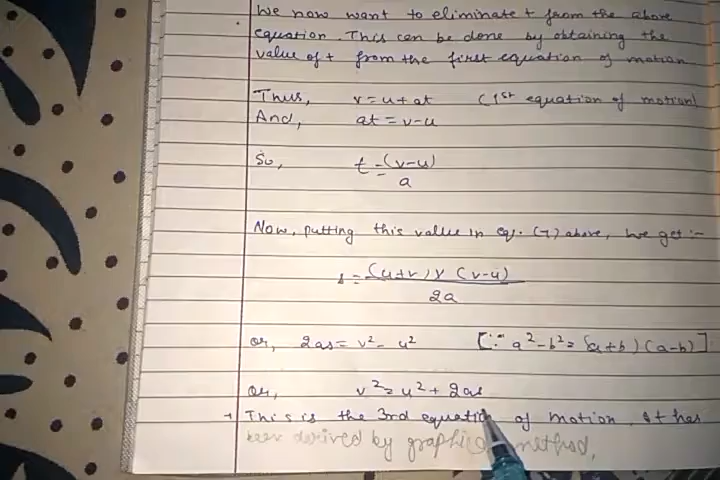 We now want to eliminate t from the above
equation. This can be done by obtaining the
value of t from the first equation of motion
Thus, v = u + at (1st equation of motion)
And, at = v-u
So, t = (v-u)
a
Now, putting this value in eq. (7) above, we get :-
s = (u+v) × (v-u)
2a
or, 2as = v² - u² [∵ a² - b² = (a+b) (a-b)]
or, v² = u² + 2as
→ This is the 3rd equation of motion. It has
been derived by graphical method.